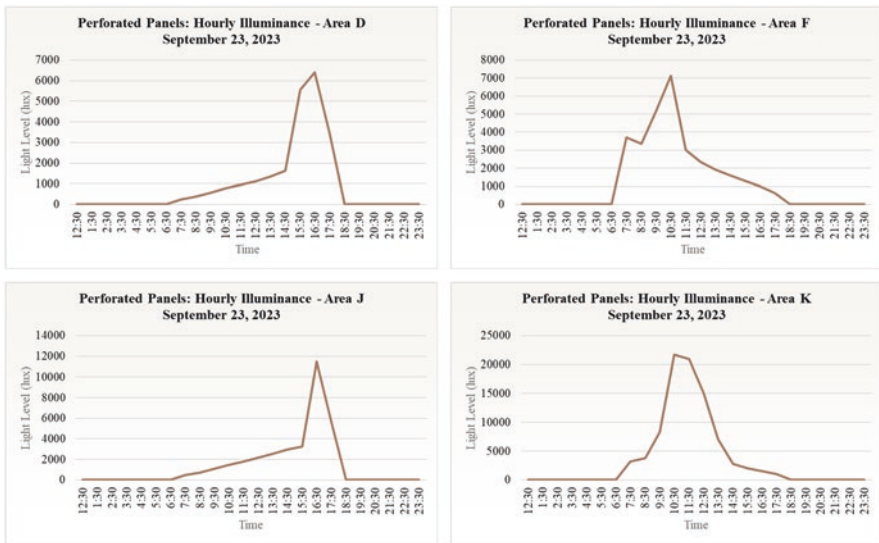 Perforated Panels: Hourly Illuminance - Area D
September 23, 2023
7000
6000
5000
4000
3000
2000
1000
0
Light Level (lux)
12:30 1:30 2:30 3:30 4:30 5:30 6:30 7:30 8:30 9:30 10:30 11:30 12:30 13:30 14:30 15:30 16:30 17:30 18:30 19:30 20:30 21:30 22:30 23:30
Time
Perforated Panels: Hourly Illuminance - Area F
September 23, 2023
8000
7000
6000
5000
4000
3000
2000
1000
0
Light Level (lux)
12:30 1:30 2:30 3:30 4:30 5:30 6:30 7:30 8:30 9:30 10:30 11:30 12:30 13:30 14:30 15:30 16:30 17:30 18:30 19:30 20:30 21:30 22:30 23:30
Time
Perforated Panels: Hourly Illuminance - Area J
September 23, 2023
14000
12000
10000
8000
6000
4000
2000
0
Light Level (lux)
12:30 1:30 2:30 3:30 4:30 5:30 6:30 7:30 8:30 9:30 10:30 11:30 12:30 13:30 14:30 15:30 16:30 17:30 18:30 19:30 20:30 21:30 22:30 23:30
Time
Perforated Panels: Hourly Illuminance - Area K
September 23, 2023
25000
20000
15000
10000
5000
0
Light Level (lux)
12:30 1:30 2:30 3:30 4:30 5:30 6:30 7:30 8:30 9:30 10:30 11:30 12:30 13:30 14:30 15:30 16:30 17:30 18:30 19:30 20:30 21:30 22:30 23:30
Time